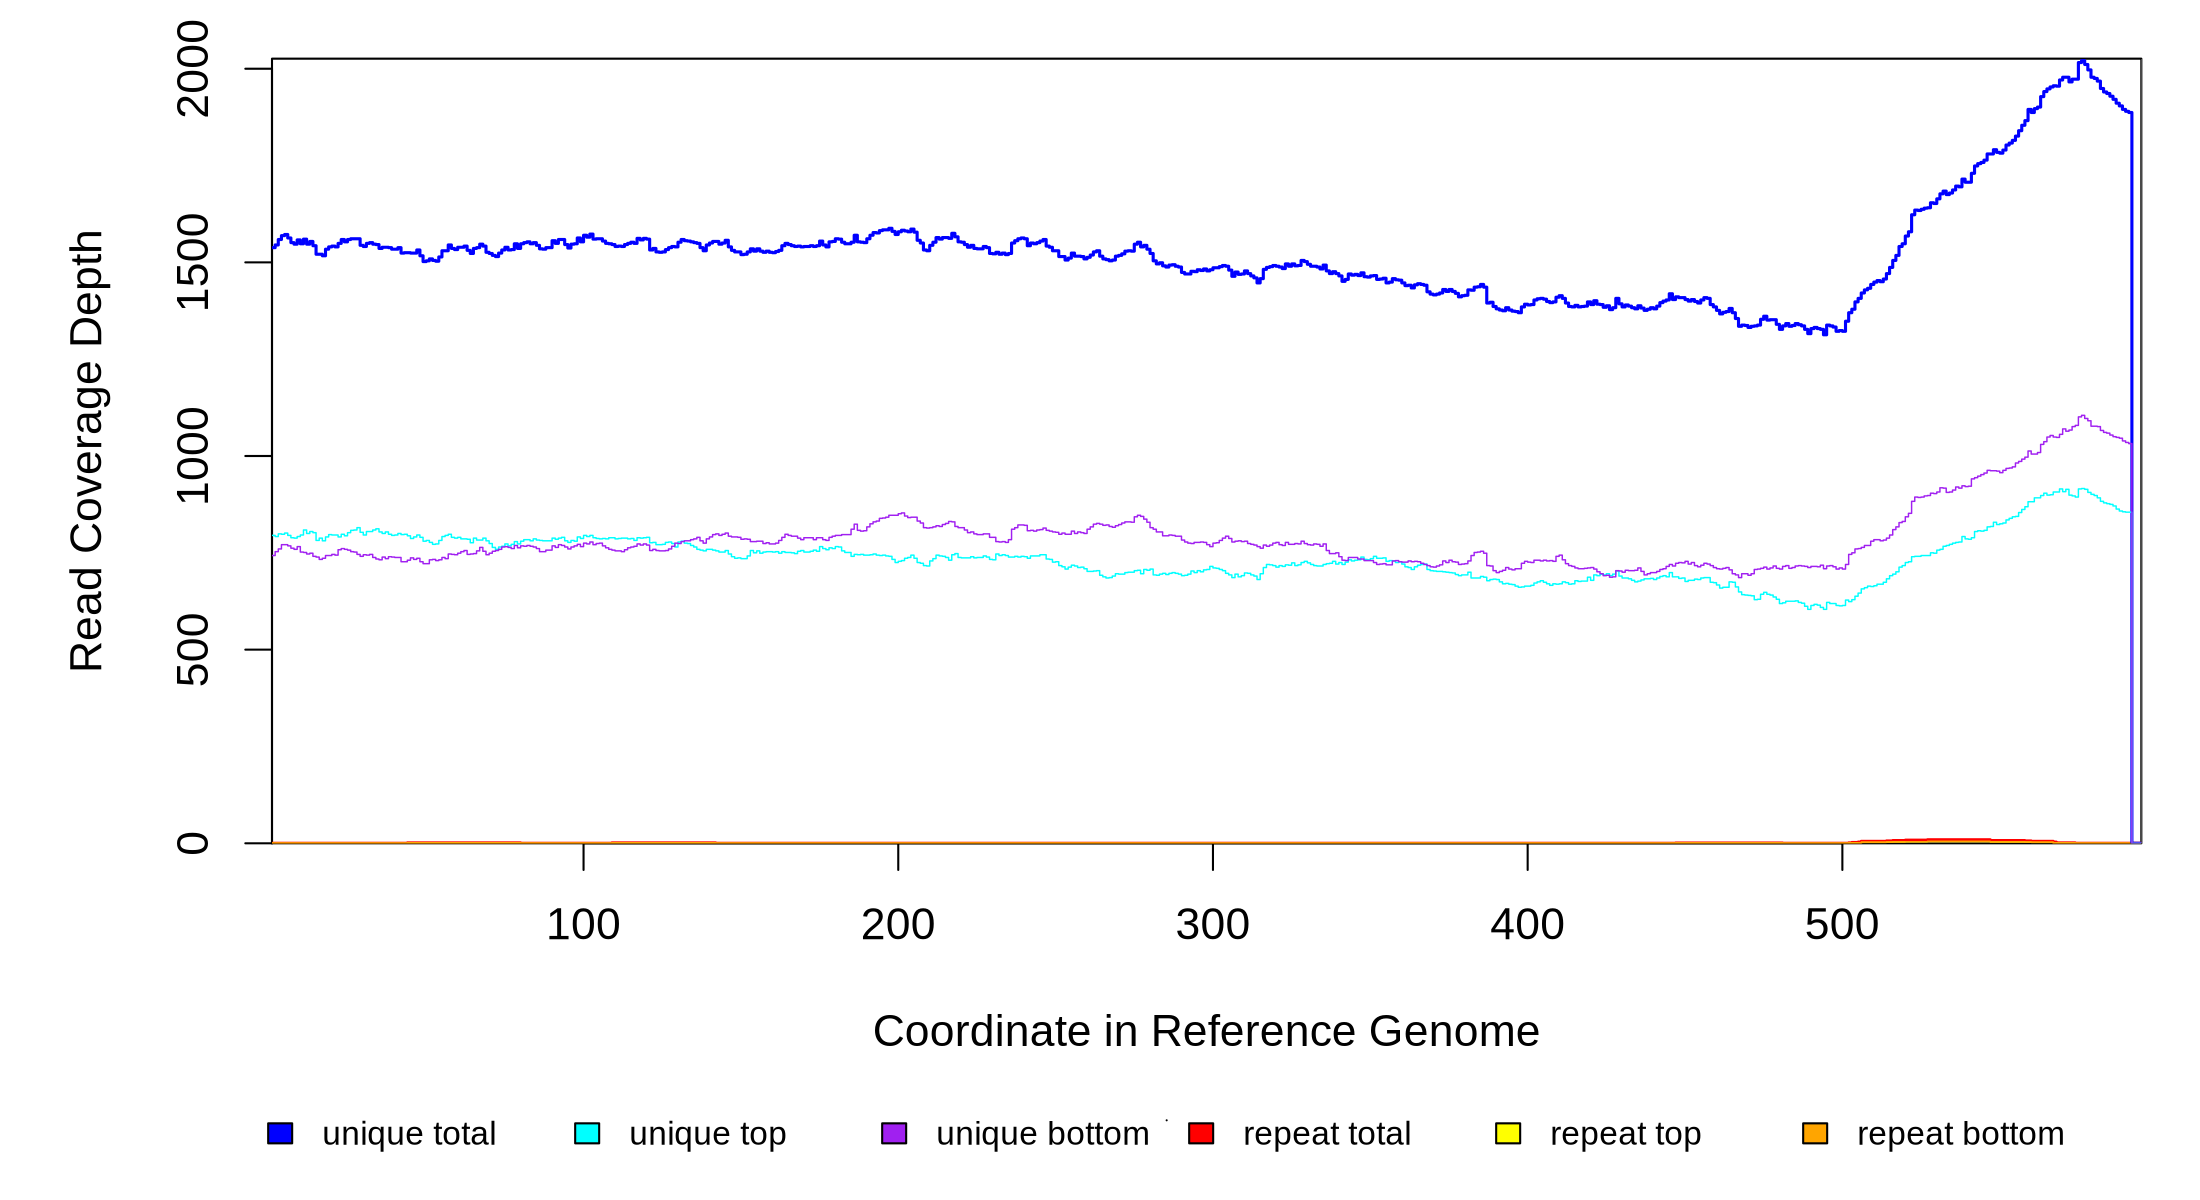 Read Coverage Depth
2000
1500
1000
500
0
100 200 300 400 500
Coordinate in Reference Genome
unique total unique top unique bottom repeat total repeat top repeat bottom